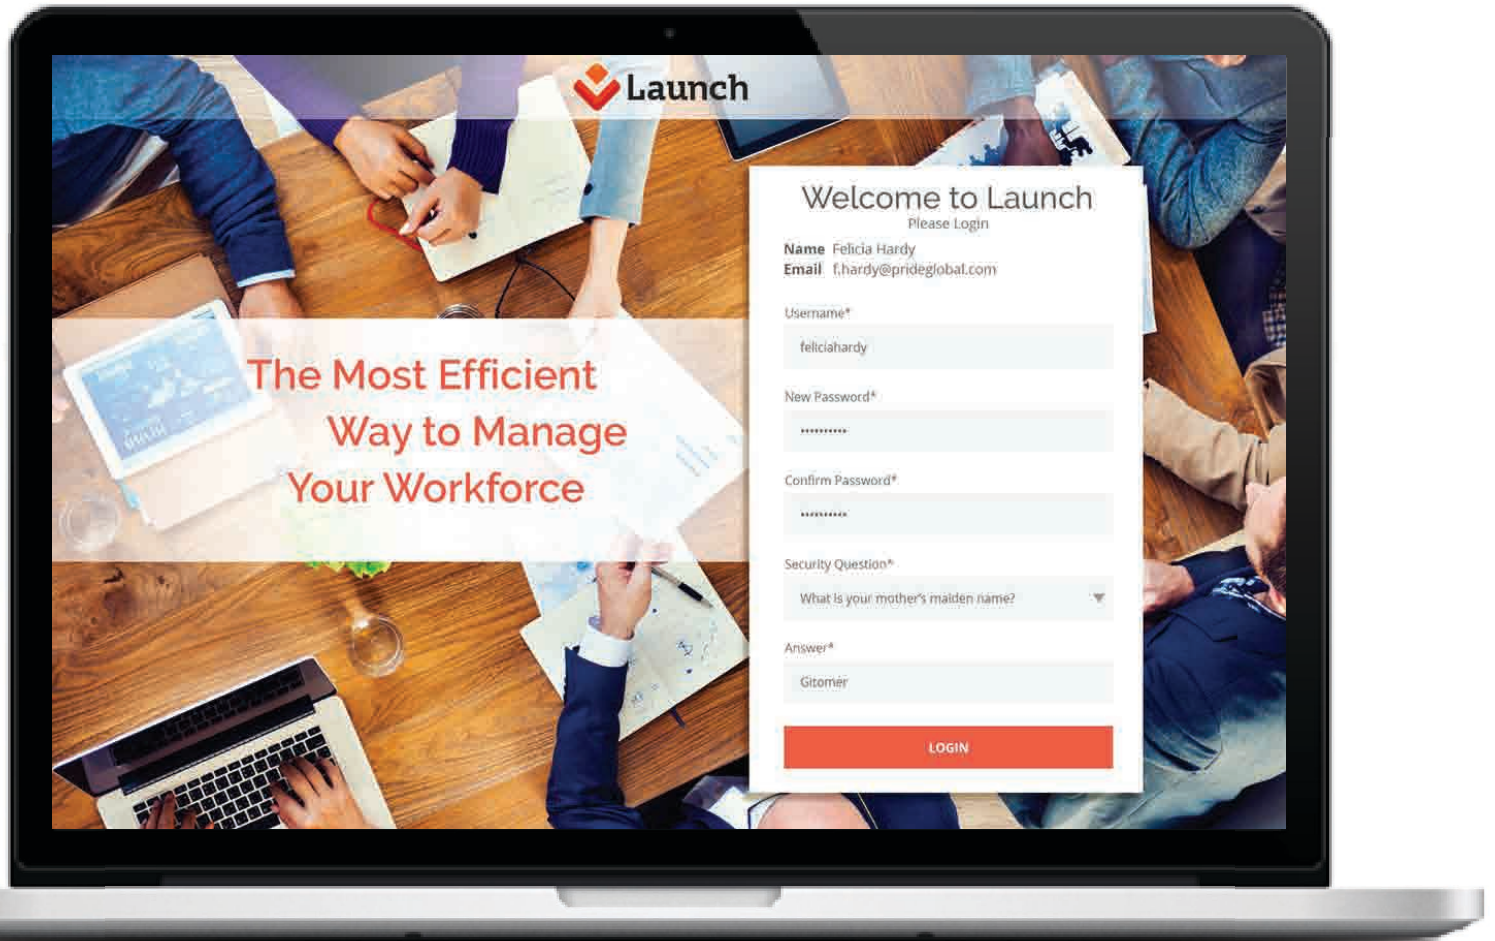 Launch
The Most Efficient
Way to Manage
Your Workforce
Welcome to Launch
Please Login
Name Felicia Hardy
Email f.hardy@prideglobal.com
Username*
feliciahardy
New Password*
••••••••••
Confirm Password*
••••••••••
Security Question*
What is your mother's maiden name?
Answer*
Gitomer
LOGIN